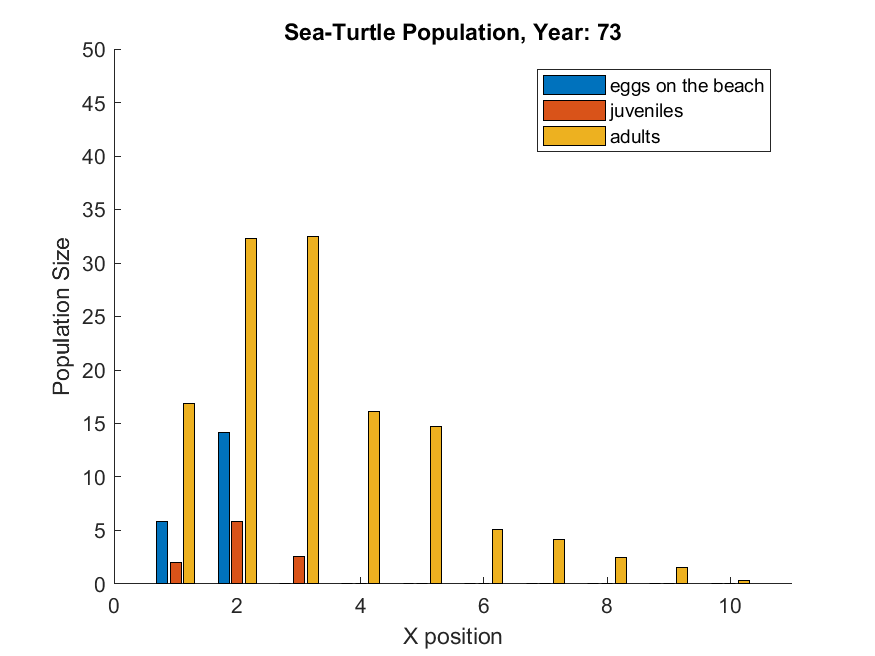 Sea-Turtle Population, Year: 73
50
45
40
35
30
25
20
15
10
5
0
Population Size
eggs on the beach
juveniles
adults
0 2 4 6 8 10
X position